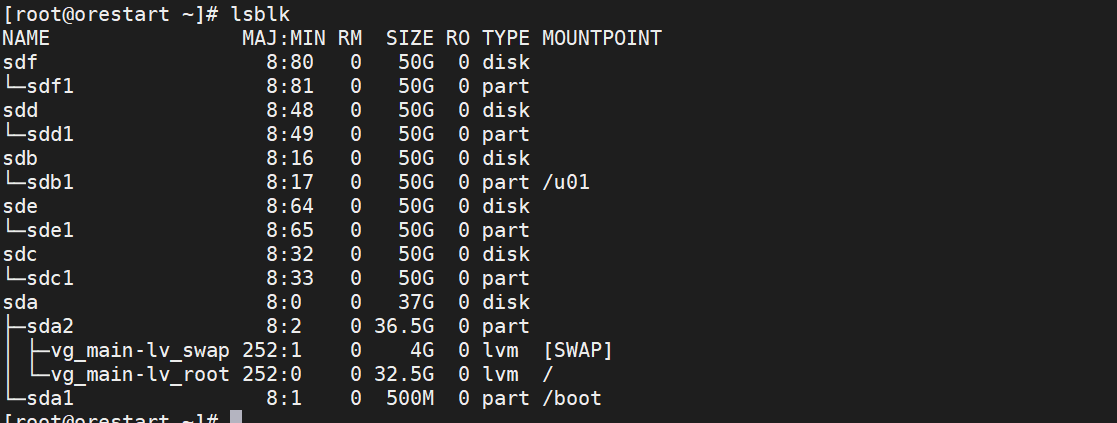 [root@orestart ~]# lsblk
NAME                MAJ:MIN RM  SIZE RO TYPE MOUNTPOINT
sdf                   8:80   0   50G  0 disk
└─sdf1                8:81   0   50G  0 part
sdd                   8:48   0   50G  0 disk
└─sdd1                8:49   0   50G  0 part
sdb                   8:16   0   50G  0 disk
└─sdb1                8:17   0   50G  0 part /u01
sde                   8:64   0   50G  0 disk
└─sde1                8:65   0   50G  0 part
sdc                   8:32   0   50G  0 disk
└─sdc1                8:33   0   50G  0 part
sda                   8:0    0   37G  0 disk
├─sda2                8:2    0 36.5G  0 part
│ ├─vg_main-lv_swap 252:1    0    4G  0 lvm  [SWAP]
│ └─vg_main-lv_root 252:0    0 32.5G  0 lvm  /
└─sda1                8:1    0  500M  0 part /boot
[root@orestart ~]#